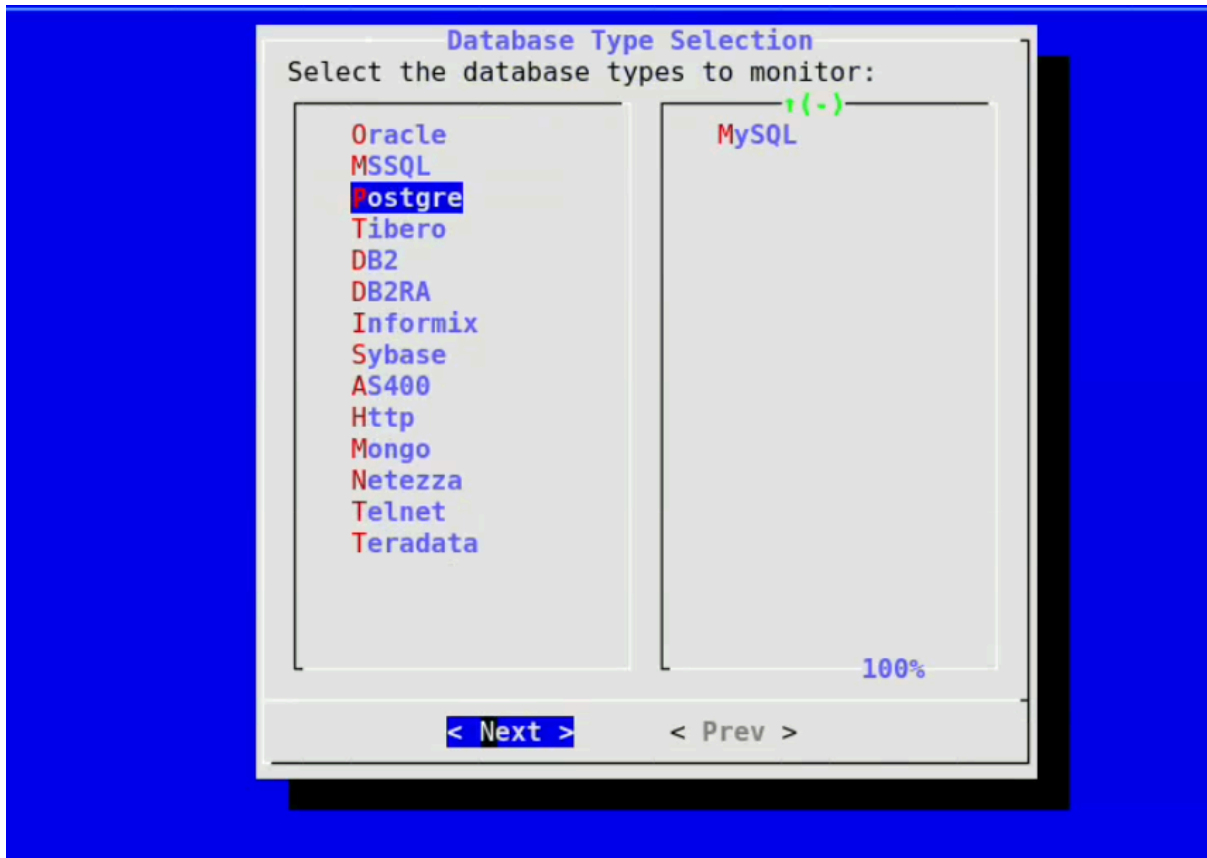 Database Type Selection
Select the database types to monitor:
↑(-)
Oracle
MSSQL
Postgre
Tibero
DB2
DB2RA
Informix
Sybase
AS400
Http
Mongo
Netezza
Telnet
Teradata
MySQL
100%
< Next >
< Prev >